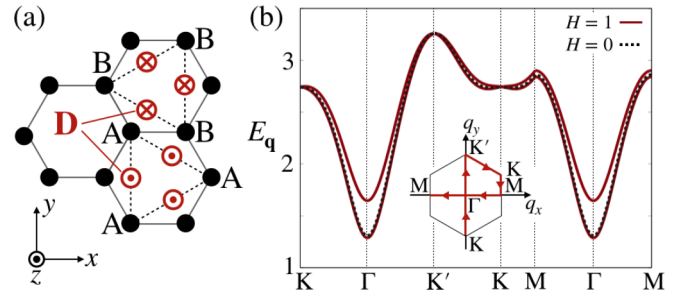 (a)
B
B
D
A
B
A
A
y
z
x
(b)
H = 1
H = 0
3
E_q
2
1
q_y
K′
K
M
M
Γ
q_x
K
K
Γ
K′
K
M
Γ
M